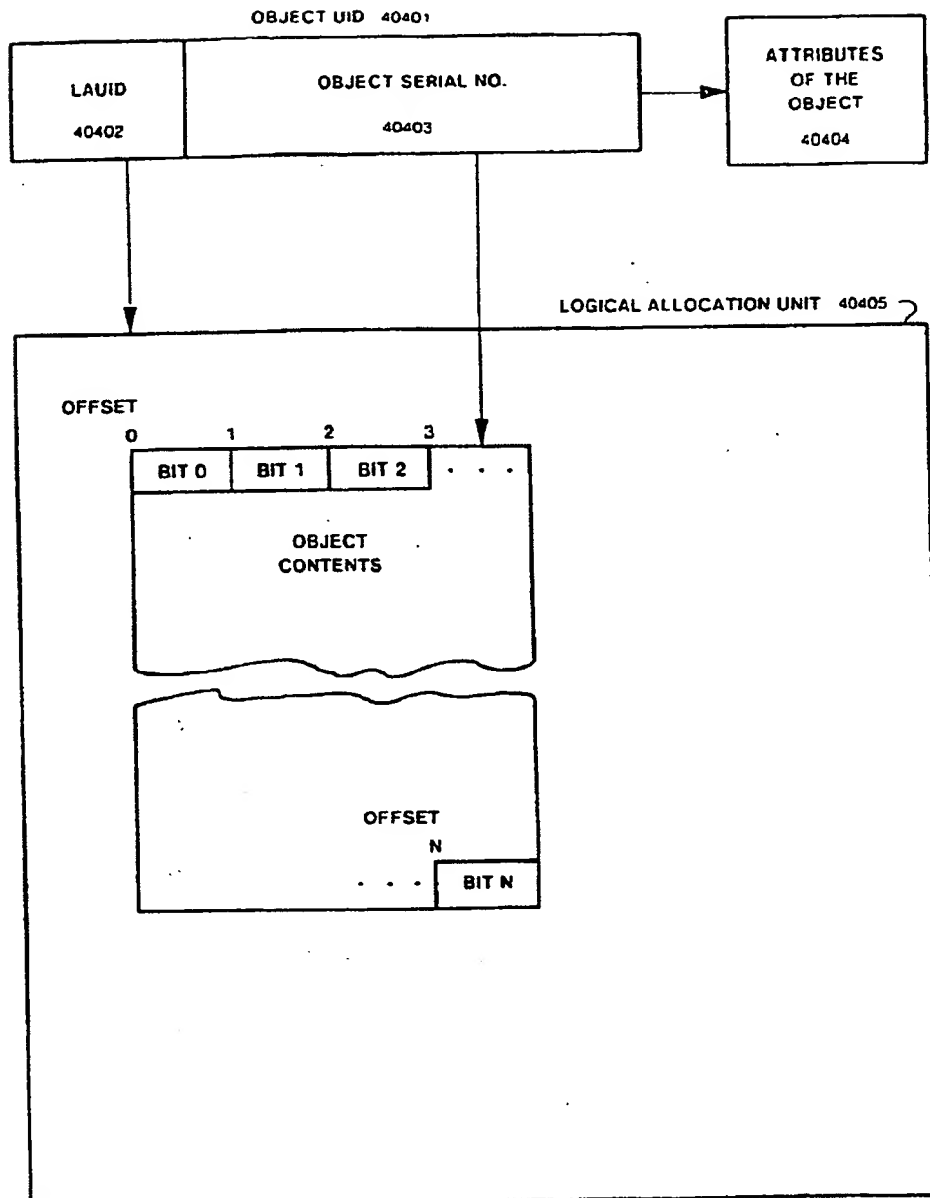 OBJECT UID 40401
LAUID
40402
OBJECT SERIAL NO.
40403
ATTRIBUTES
OF THE
OBJECT
40404
LOGICAL ALLOCATION UNIT 40405
OFFSET
0 1 2 3
BIT 0 BIT 1 BIT 2 . . .
OBJECT
CONTENTS
OFFSET
N
. . . BIT N